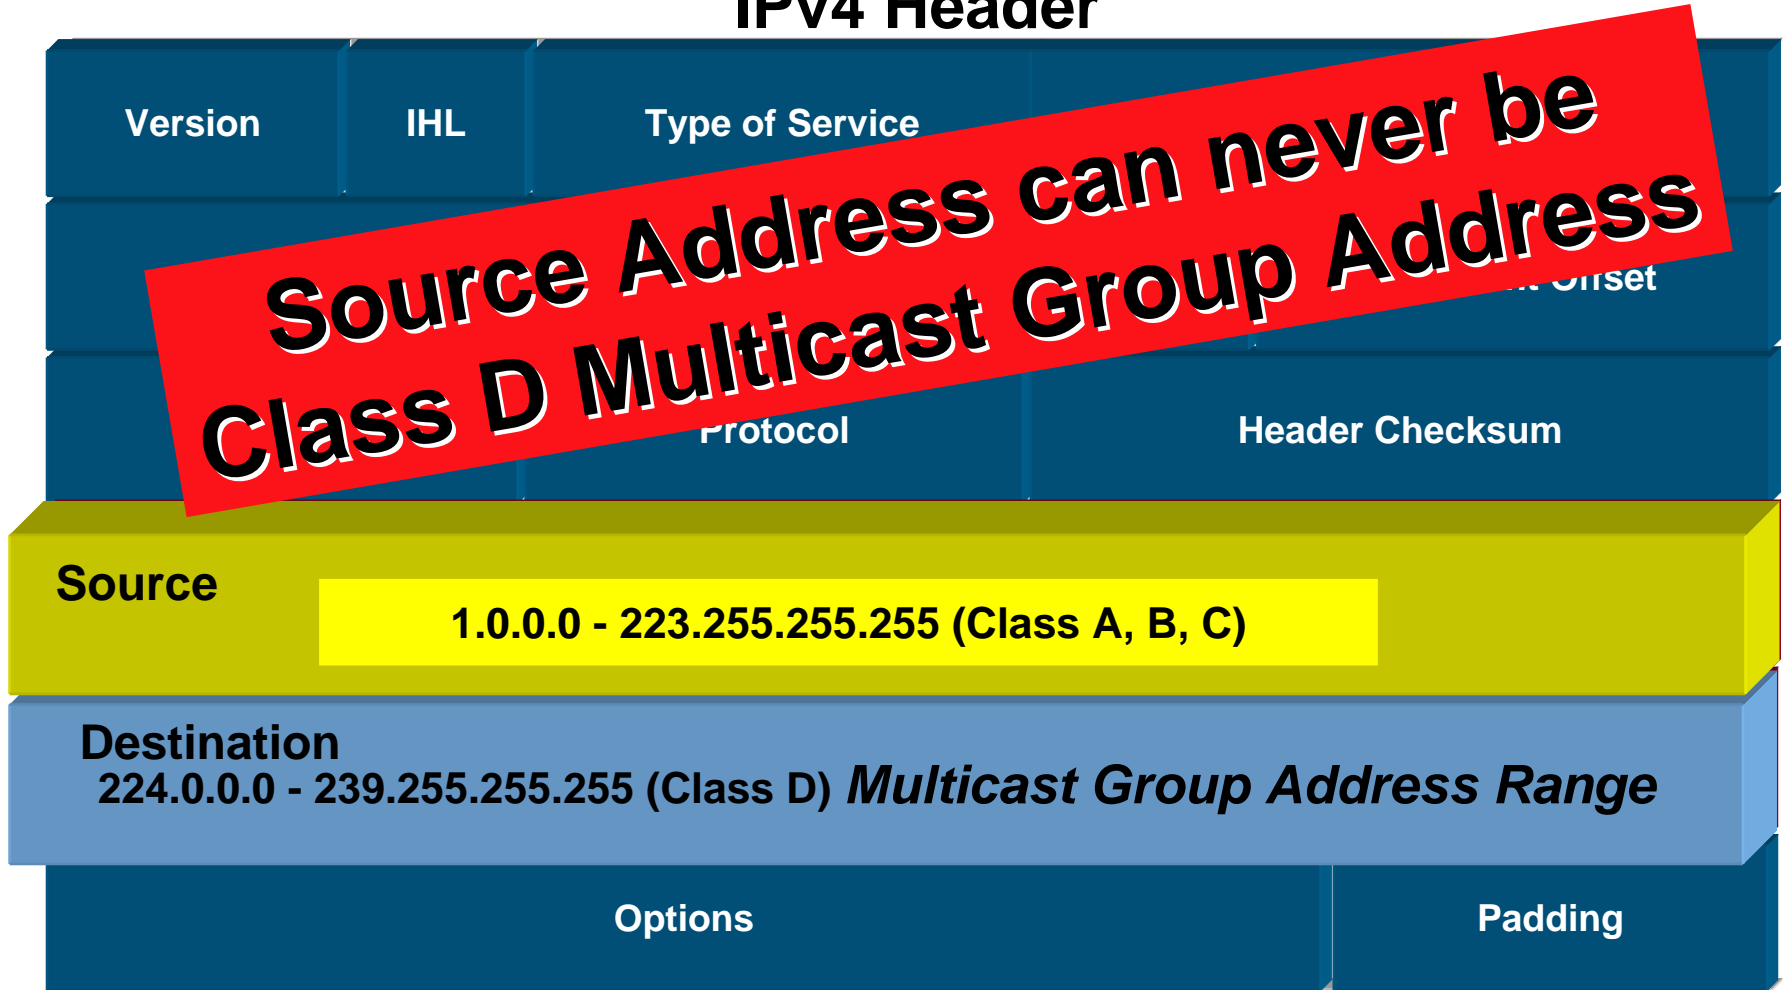 IPv4 Header
Version IHL Type of Service
Source Address can never be
Class D Multicast Group Address
Offset
Protocol Header Checksum
Source
1.0.0.0 - 223.255.255.255 (Class A, B, C)
Destination
224.0.0.0 - 239.255.255.255 (Class D) Multicast Group Address Range
Options Padding